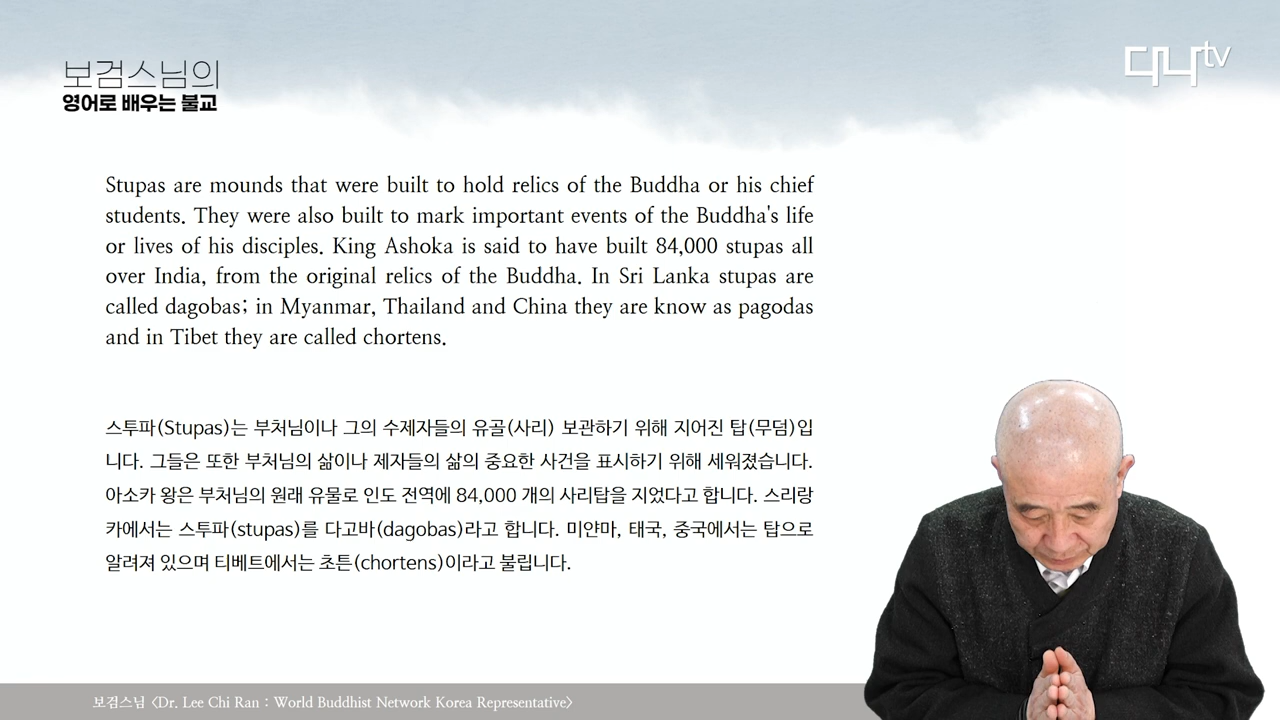 보검스님의
영어로 배우는 불교
다나tv
Stupas are mounds that were built to hold relics of the Buddha or his chief
students. They were also built to mark important events of the Buddha's life
or lives of his disciples. King Ashoka is said to have built 84,000 stupas all
over India, from the original relics of the Buddha. In Sri Lanka stupas are
called dagobas; in Myanmar, Thailand and China they are know as pagodas
and in Tibet they are called chortens.
스투파(Stupas)는 부처님이나 그의 수제자들의 유골(사리) 보관하기 위해 지어진 탑(무덤)입
니다. 그들은 또한 부처님의 삶이나 제자들의 삶의 중요한 사건을 표시하기 위해 세워졌습니다.
아소카 왕은 부처님의 원래 유물로 인도 전역에 84,000 개의 사리탑을 지었다고 합니다. 스리랑
카에서는 스투파(stupas)를 다고바(dagobas)라고 합니다. 미얀마, 태국, 중국에서는 탑으로
알려져 있으며 티베트에서는 초튼(chortens)이라고 불립니다.
보검스님 <Dr. Lee Chi Ran : World Buddhist Network Korea Representative>